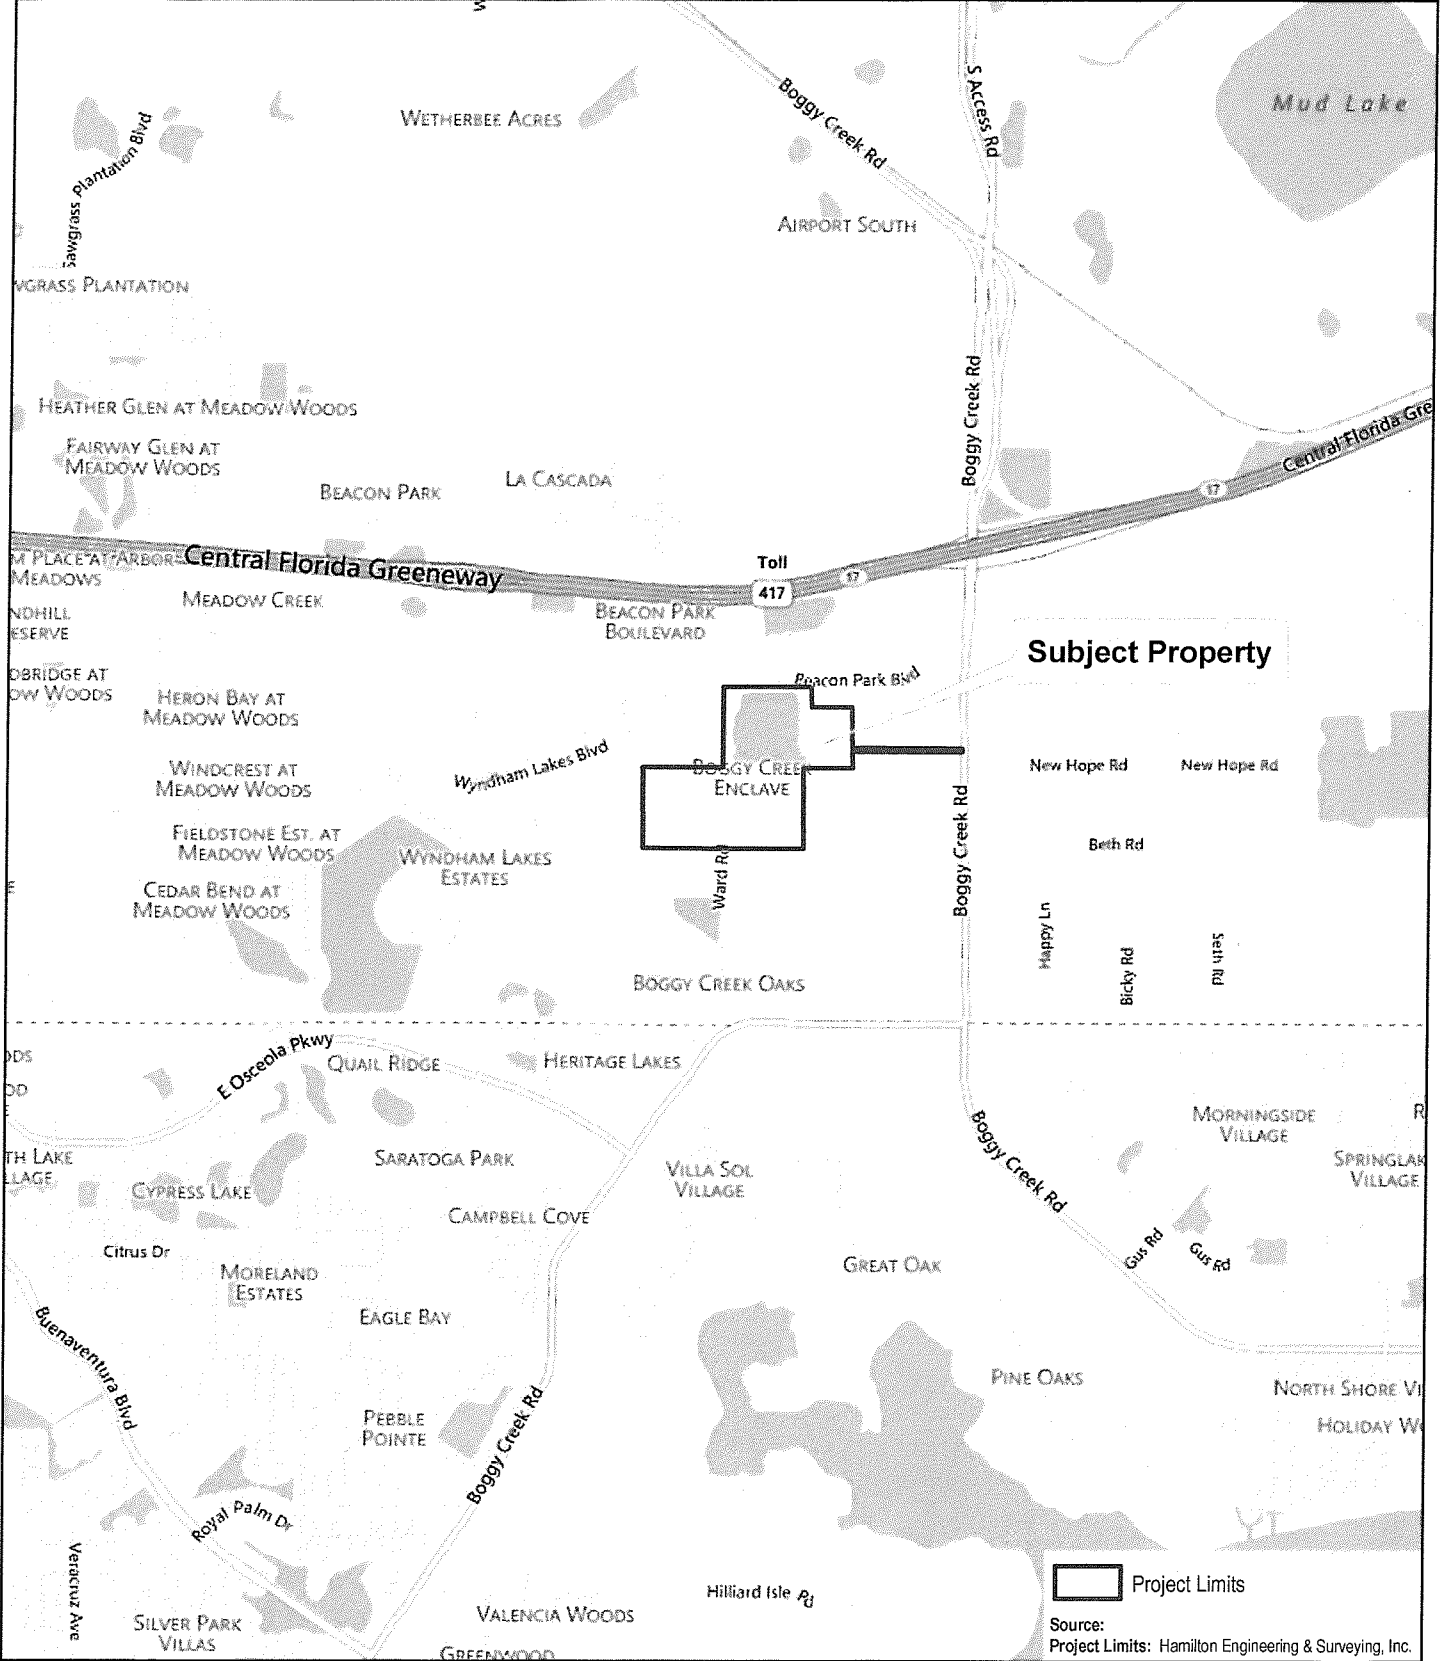 Boggy Creek Rd
S Access Rd
Mud Lake
WETHERBEE ACRES
Sawgrass Plantation Blvd
AIRPORT SOUTH
WGRASS PLANTATION
Boggy Creek Rd
HEATHER GLEN AT MEADOW WOODS
FAIRWAY GLEN AT
MEADOW WOODS
LA CASCADA
BEACON PARK
Central Florida Gre
17
M PLACE AT ARBOR
MEADOWS
Central Florida Greeneway
Toll
417
17
MEADOW CREEK
NDHILL
ESERVE
BEACON PARK
BOULEVARD
Subject Property
DBRIDGE AT
OW WOODS
HERON BAY AT
MEADOW WOODS
Beacon Park Blvd
Wyndham Lakes Blvd
WINDCREST AT
MEADOW WOODS
BOGGY CREE
ENCLAVE
New Hope Rd
New Hope Rd
Boggy Creek Rd
FIELDSTONE EST. AT
MEADOW WOODS
WYNDHAM LAKES
ESTATES
Ward Rd
Beth Rd
E
CEDAR BEND AT
MEADOW WOODS
Happy Ln
Bicky Rd
Seth Rd
BOGGY CREEK OAKS
ODS
OD
E
E Osceola Pkwy
QUAIL RIDGE
HERITAGE LAKES
MORNINGSIDE
VILLAGE
R
Boggy Creek Rd
TH LAKE
LLAGE
CYPRESS LAKE
SARATOGA PARK
VILLA SOL
VILLAGE
SPRINGLAK
VILLAGE
CAMPBELL COVE
Citrus Dr
Gus Rd
Gus Rd
MORELAND
ESTATES
GREAT OAK
EAGLE BAY
Buenaventura Blvd
PINE OAKS
NORTH SHORE VI
HOLIDAY W
PEBBLE
POINTE
Boggy Creek Rd
Royal Palm Dr
Veracruz Ave
Hilliard Isle Rd
SILVER PARK
VILLAS
VALENCIA WOODS
GREENWOOD
Project Limits
Source:
Project Limits: Hamilton Engineering & Surveying, Inc.